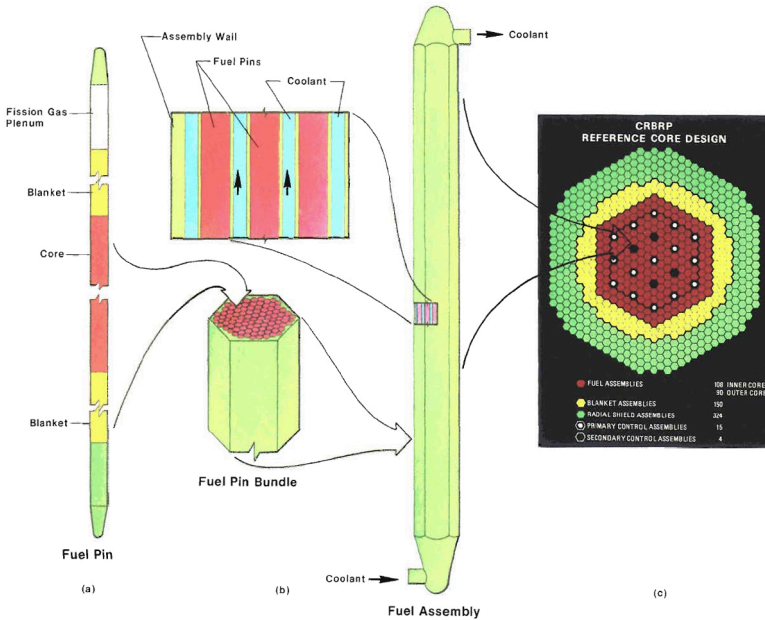 Fission Gas
Plenum
Blanket
Core
Blanket
Fuel Pin
(a)
Assembly Wall
Fuel Pins
Coolant
Fuel Pin Bundle
(b)
Coolant
Coolant
Fuel Assembly
CRBRP
REFERENCE CORE DESIGN
FUEL ASSEMBLIES 108 INNER CORE
90 OUTER CORE
BLANKET ASSEMBLIES 150
RADIAL SHIELD ASSEMBLIES 324
PRIMARY CONTROL ASSEMBLIES 15
SECONDARY CONTROL ASSEMBLIES 4
(c)